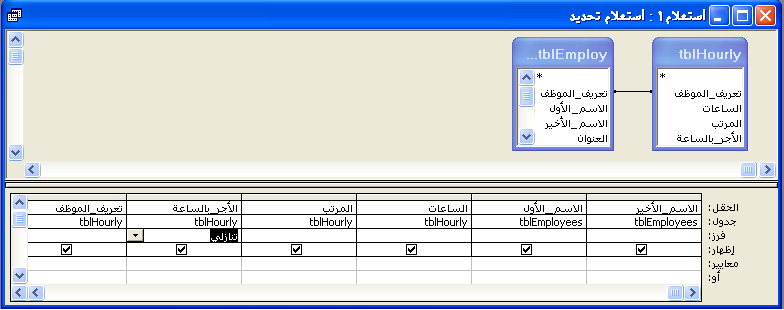 استعلام١ : استعلام تحديد
tblHourly
*
تعريف_الموظف
الساعات
المرتب
الأجر_بالساعة
tblEmploy...
*
تعريف_الموظف
الاسم_الأول
الاسم_الأخير
العنوان
الحقل: الاسم_الأخير الاسم_الأول الساعات المرتب الأجر_بالساعة تعريف_الموظف
جدول: tblEmployees tblEmployees tblHourly tblHourly tblHourly tblHourly
فرز: تنازلي
إظهار:
معايير:
أو: